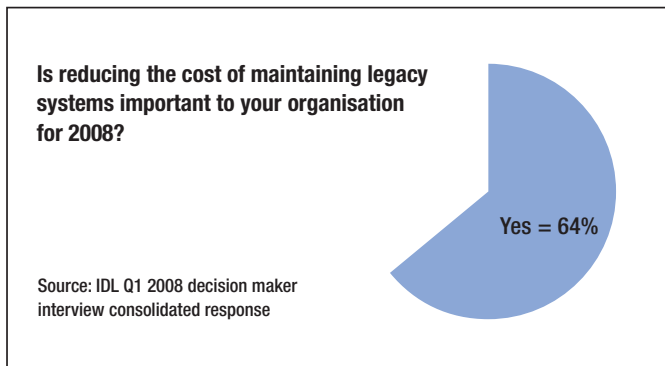 Is reducing the cost of maintaining legacy
systems important to your organisation
for 2008?
Yes = 64%
Source: IDL Q1 2008 decision maker
interview consolidated response